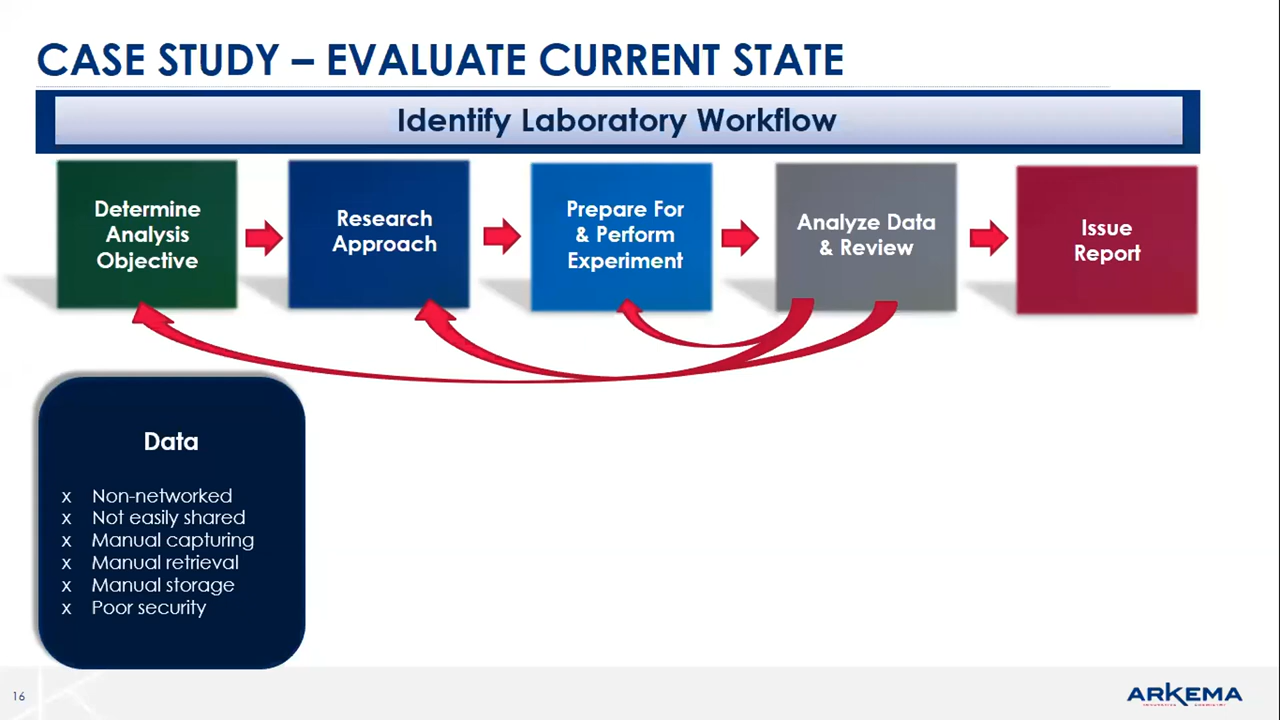 CASE STUDY – EVALUATE CURRENT STATE
Identify Laboratory Workflow
Determine
Analysis
Objective
Research
Approach
Prepare For
& Perform
Experiment
Analyze Data
& Review
Issue
Report
Data
x Non-networked
x Not easily shared
x Manual capturing
x Manual retrieval
x Manual storage
x Poor security
16
ARKEMA